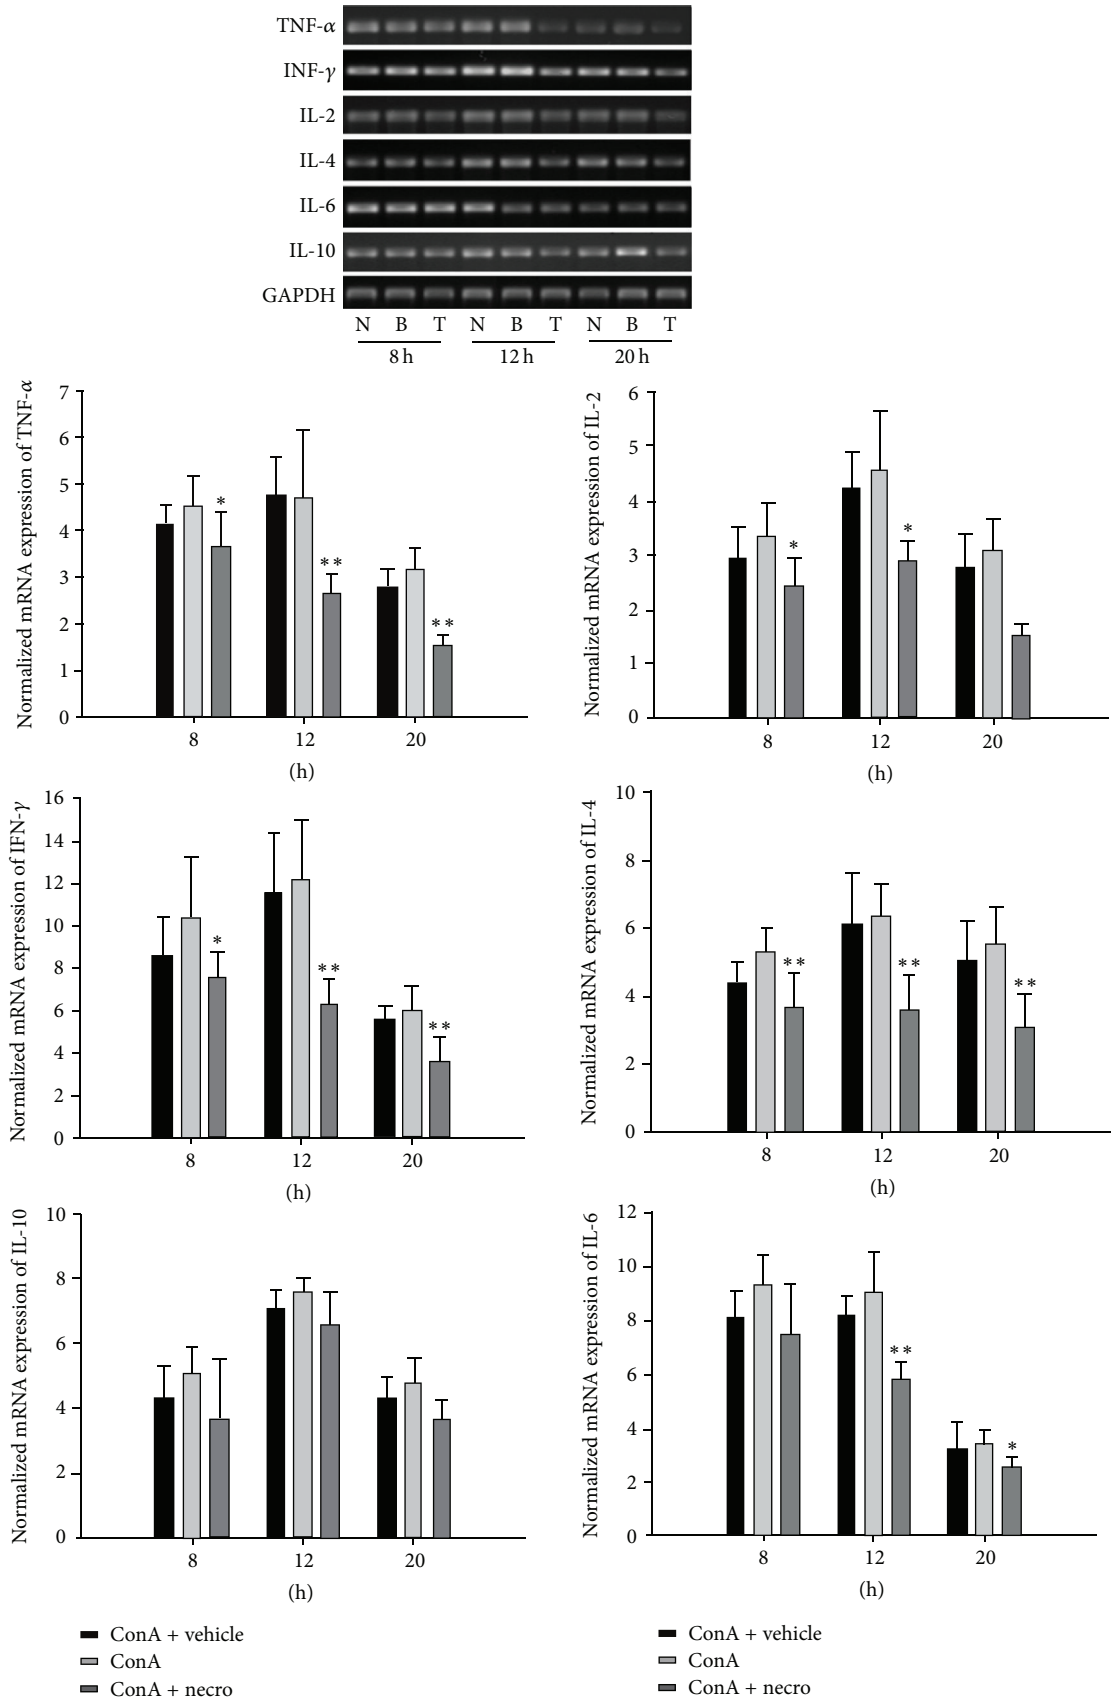 TNF-α
INF-γ
IL-2
IL-4
IL-6
IL-10
GAPDH
N B T N B T N B T
8 h 12 h 20 h
Normalized mRNA expression of TNF-α
7
6
5
4
3
2
1
0
*
**
**
8 12 20
(h)
Normalized mRNA expression of IL-2
6
5
4
3
2
1
0
*
*
8 12 20
(h)
Normalized mRNA expression of IFN-γ
16
14
12
10
8
6
4
2
0
*
**
**
8 12 20
(h)
Normalized mRNA expression of IL-4
10
8
6
4
2
0
**
**
**
8 12 20
(h)
Normalized mRNA expression of IL-10
10
8
6
4
2
0
8 12 20
(h)
Normalized mRNA expression of IL-6
12
10
8
6
4
2
0
**
*
8 12 20
(h)
ConA + vehicle
ConA
ConA + necro
ConA + vehicle
ConA
ConA + necro